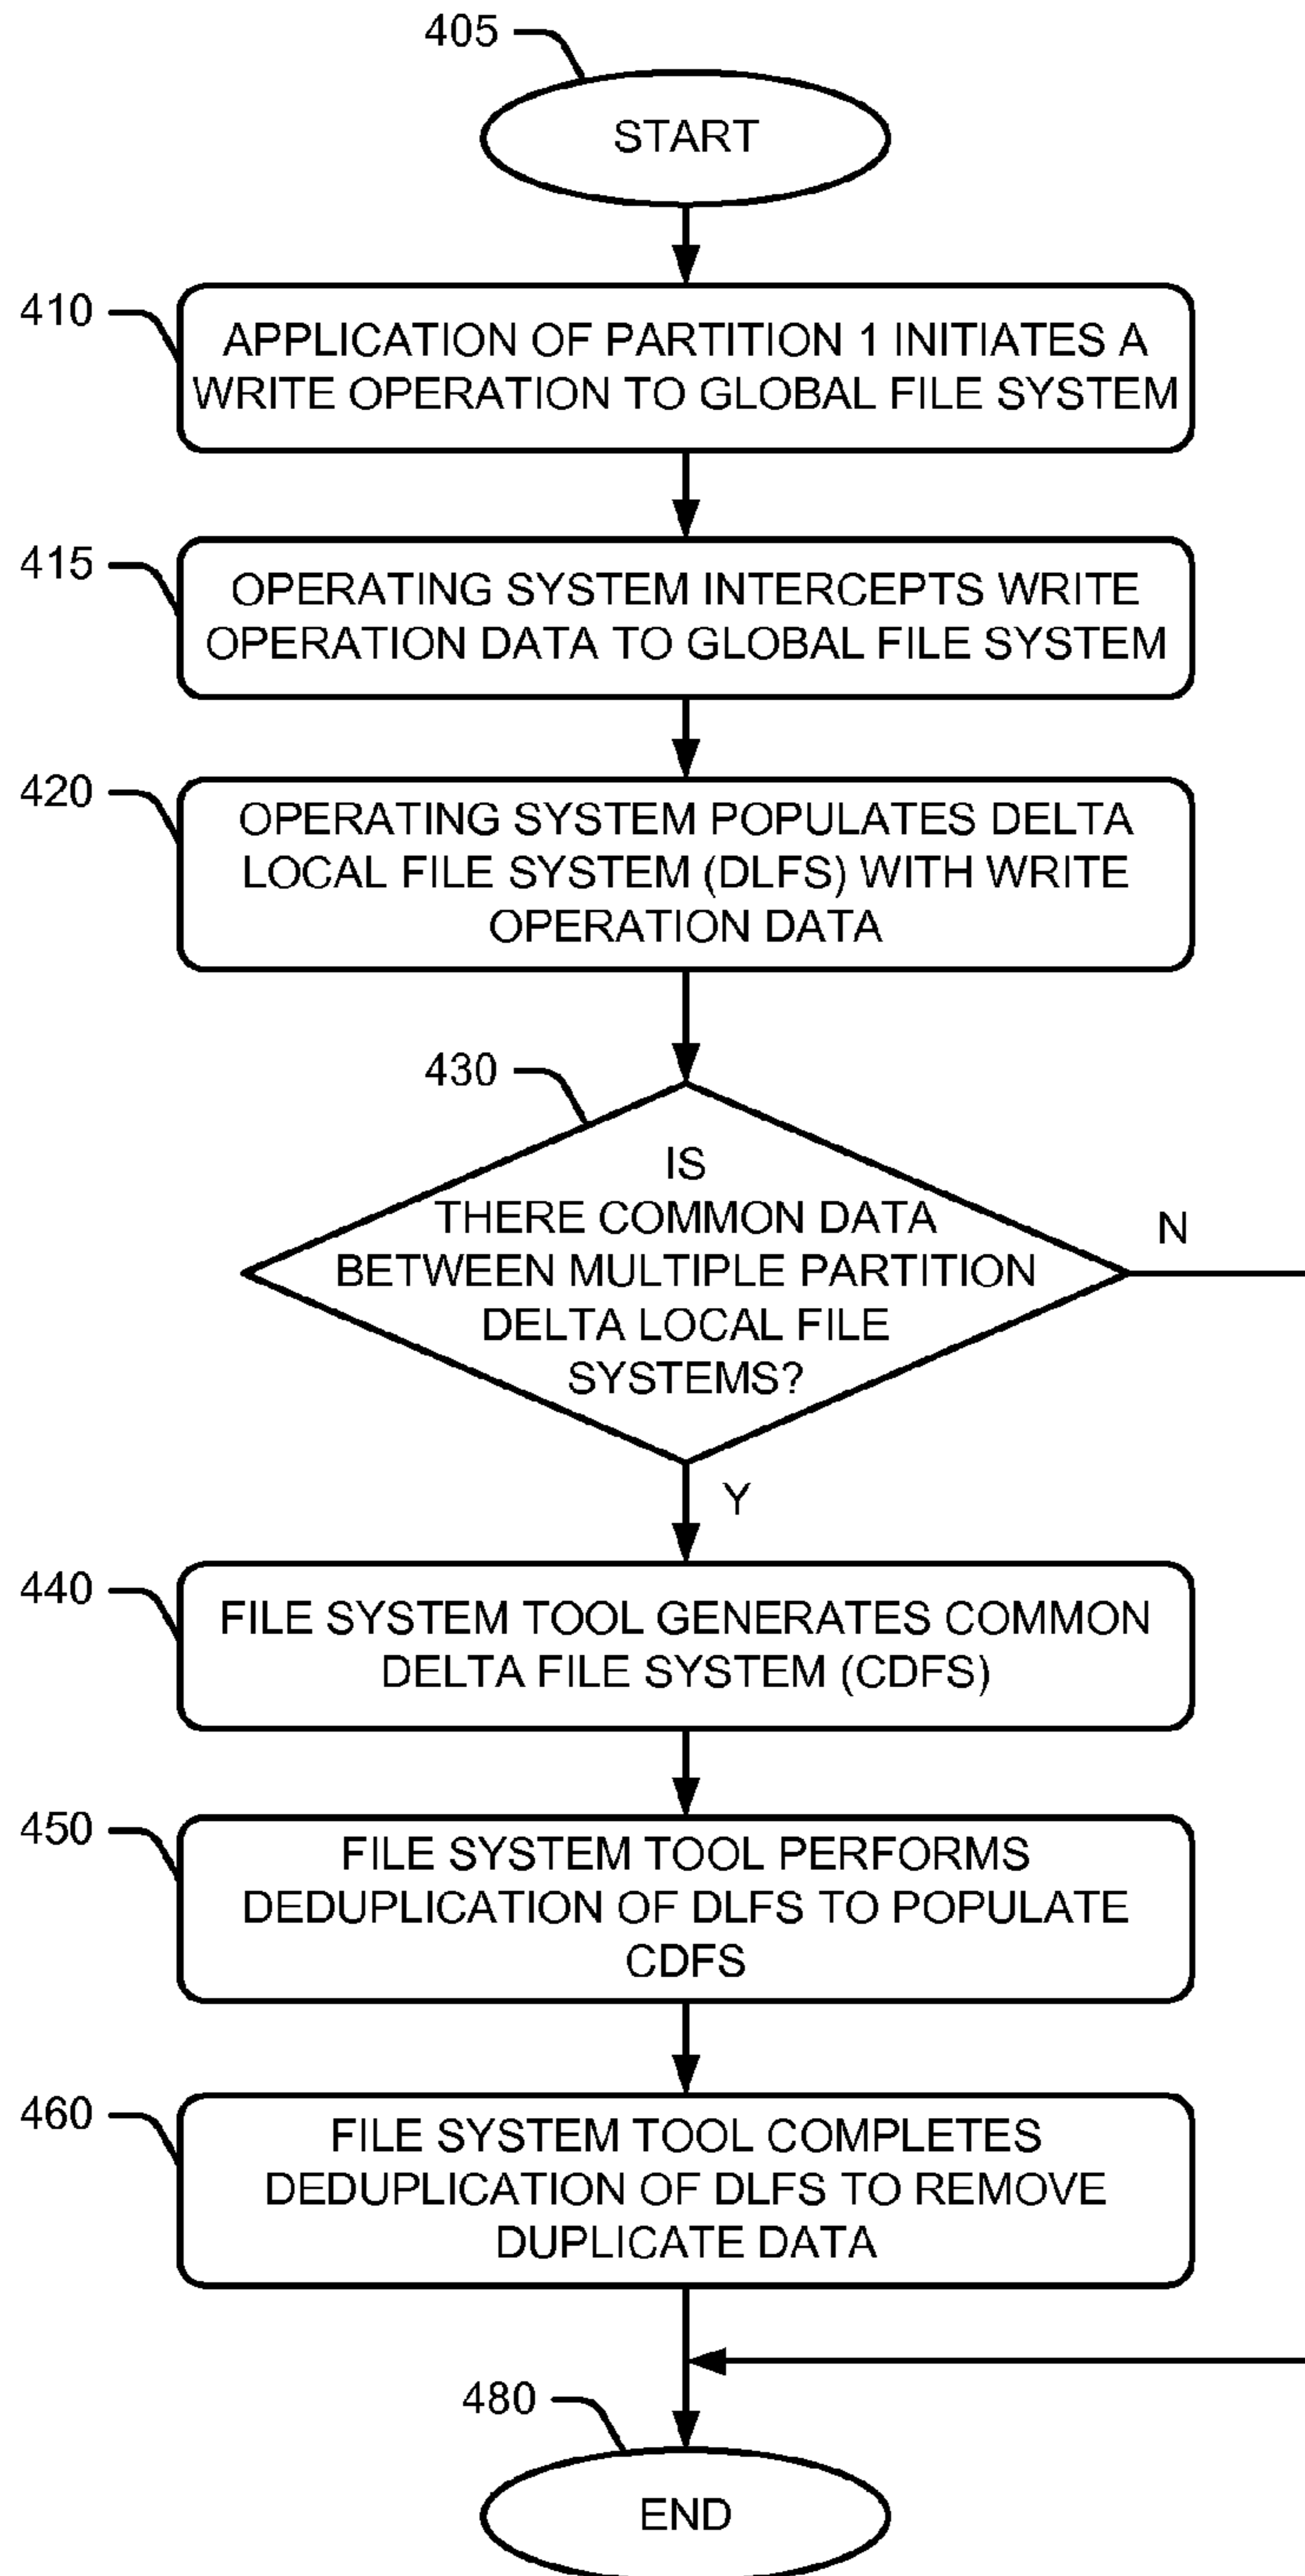 405
START
410
APPLICATION OF PARTITION 1 INITIATES A
WRITE OPERATION TO GLOBAL FILE SYSTEM
415
OPERATING SYSTEM INTERCEPTS WRITE
OPERATION DATA TO GLOBAL FILE SYSTEM
420
OPERATING SYSTEM POPULATES DELTA
LOCAL FILE SYSTEM (DLFS) WITH WRITE
OPERATION DATA
430
IS
THERE COMMON DATA
BETWEEN MULTIPLE PARTITION
DELTA LOCAL FILE
SYSTEMS?
N
Y
440
FILE SYSTEM TOOL GENERATES COMMON
DELTA FILE SYSTEM (CDFS)
450
FILE SYSTEM TOOL PERFORMS
DEDUPLICATION OF DLFS TO POPULATE
CDFS
460
FILE SYSTEM TOOL COMPLETES
DEDUPLICATION OF DLFS TO REMOVE
DUPLICATE DATA
480
END